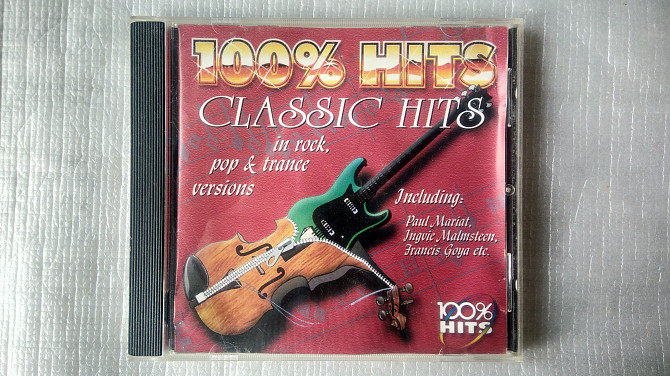 100% HITS
CLASSIC HITS
in rock,
pop & trance
versions
Including:
Paul Mariat,
Ingvie Malmsteen,
Francis Goya etc.
100%
HITS